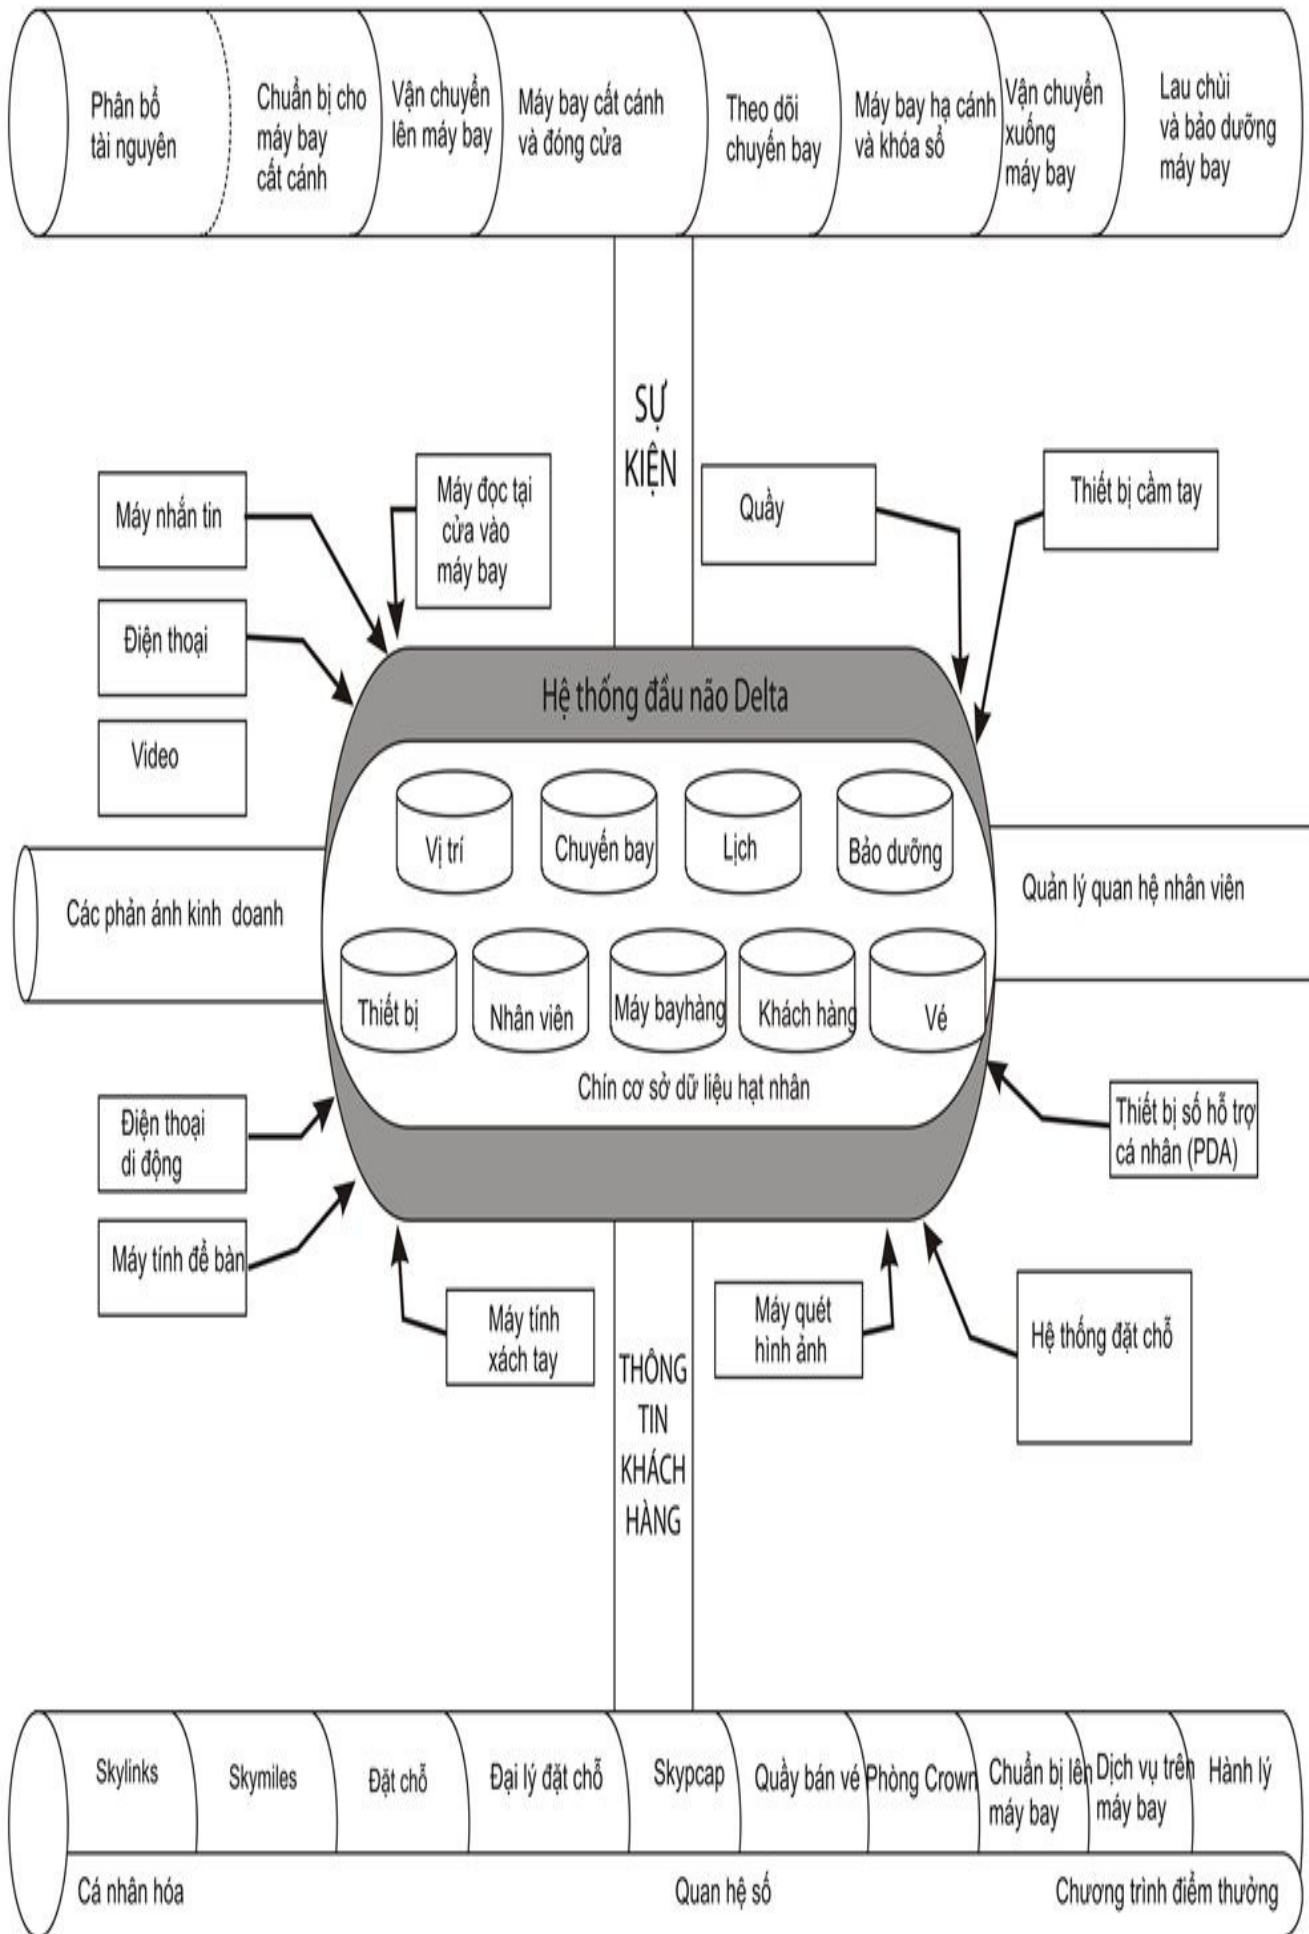 Phân bổ
tài nguyên
Chuẩn bị cho
máy bay
cất cánh
Vận chuyển
lên máy bay
Máy bay cất cánh
và đóng cửa
Theo dõi
chuyến bay
Máy bay hạ cánh
và khóa sổ
Vận chuyển
xuống
máy bay
Lau chùi
và bảo dưỡng
máy bay
SỰ
KIỆN
Máy nhắn tin
Máy đọc tại
cửa vào
máy bay
Quầy
Thiết bị cầm tay
Điện thoại
Video
Hệ thống đầu não Delta
Vị trí
Chuyến bay
Lịch
Bảo dưỡng
Các phản ánh kinh doanh
Quản lý quan hệ nhân viên
Thiết bị
Nhân viên
Máy bayhàng
Khách hàng
Vé
Chín cơ sở dữ liệu hạt nhân
Điện thoại
di động
Thiết bị số hỗ trợ
cá nhân (PDA)
Máy tính để bàn
Máy tính
xách tay
Máy quét
hình ảnh
Hệ thống đặt chỗ
THÔNG
TIN
KHÁCH
HÀNG
Skylinks
Skymiles
Đặt chỗ
Đại lý đặt chỗ
Skypcap
Quầy bán vé
Phòng Crown
Chuẩn bị lên
máy bay
Dịch vụ trên
máy bay
Hành lý
Cá nhân hóa
Quan hệ số
Chương trình điểm thưởng